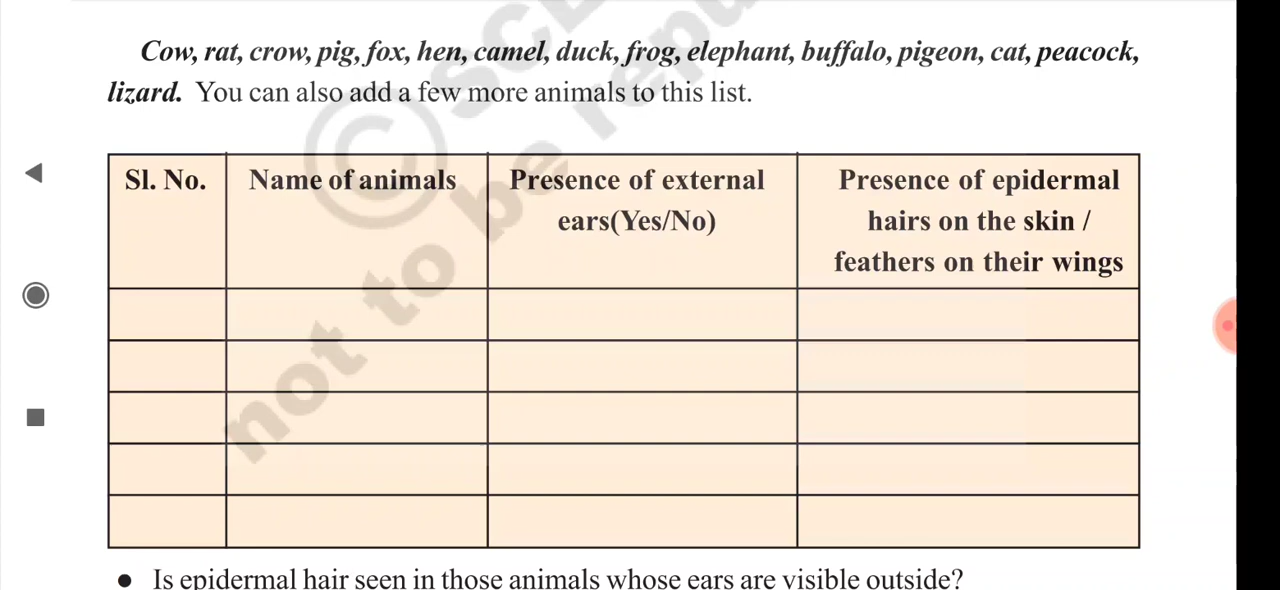 Cow, rat, crow, pig, fox, hen, camel, duck, frog, elephant, buffalo, pigeon, cat, peacock,
lizard. You can also add a few more animals to this list.
Sl. No.
Name of animals
Presence of external
ears(Yes/No)
Presence of epidermal
hairs on the skin /
feathers on their wings
not to be
Is epidermal hair seen in those animals whose ears are visible outside?